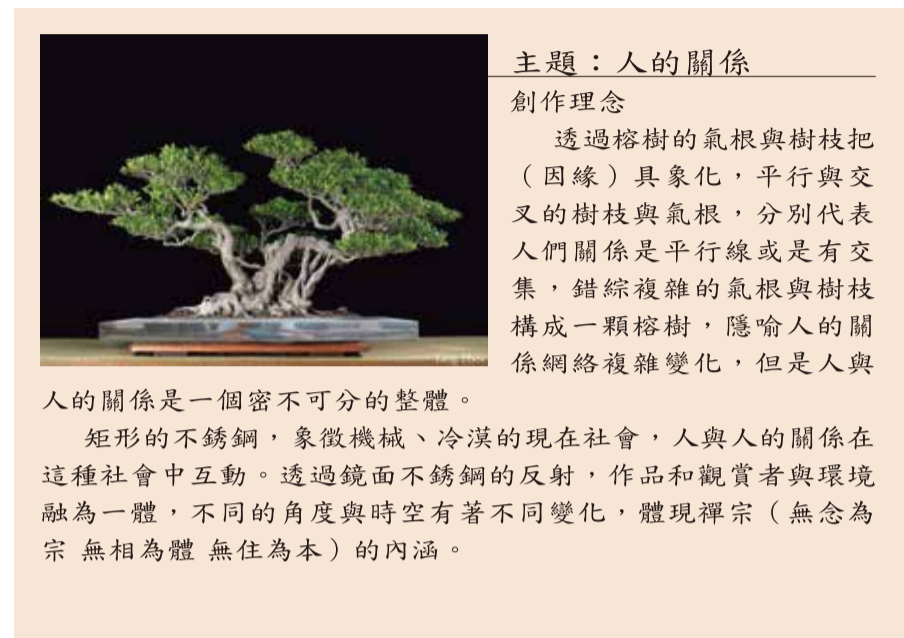 主題：人的關係
創作理念
透過榕樹的氣根與樹枝把
（因緣）具象化，平行與交
叉的樹枝與氣根，分別代表
人們關係是平行線或是有交
集，錯綜複雜的氣根與樹枝
構成一顆榕樹，隱喻人的關
係網絡複雜變化，但是人與
人的關係是一個密不可分的整體。
矩形的不銹鋼，象徵機械、冷漠的現在社會，人與人的關係在
這種社會中互動。透過鏡面不銹鋼的反射，作品和觀賞者與環境
融為一體，不同的角度與時空有著不同變化，體現禪宗（無念為
宗 無相為體 無住為本）的內涵。